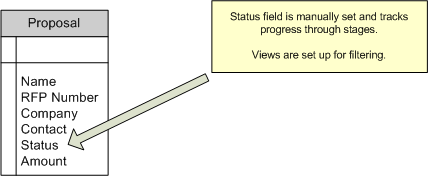 Proposal
Name
RFP Number
Company
Contact
Status
Amount
Status field is manually set and tracks
progress through stages.
Views are set up for filtering.